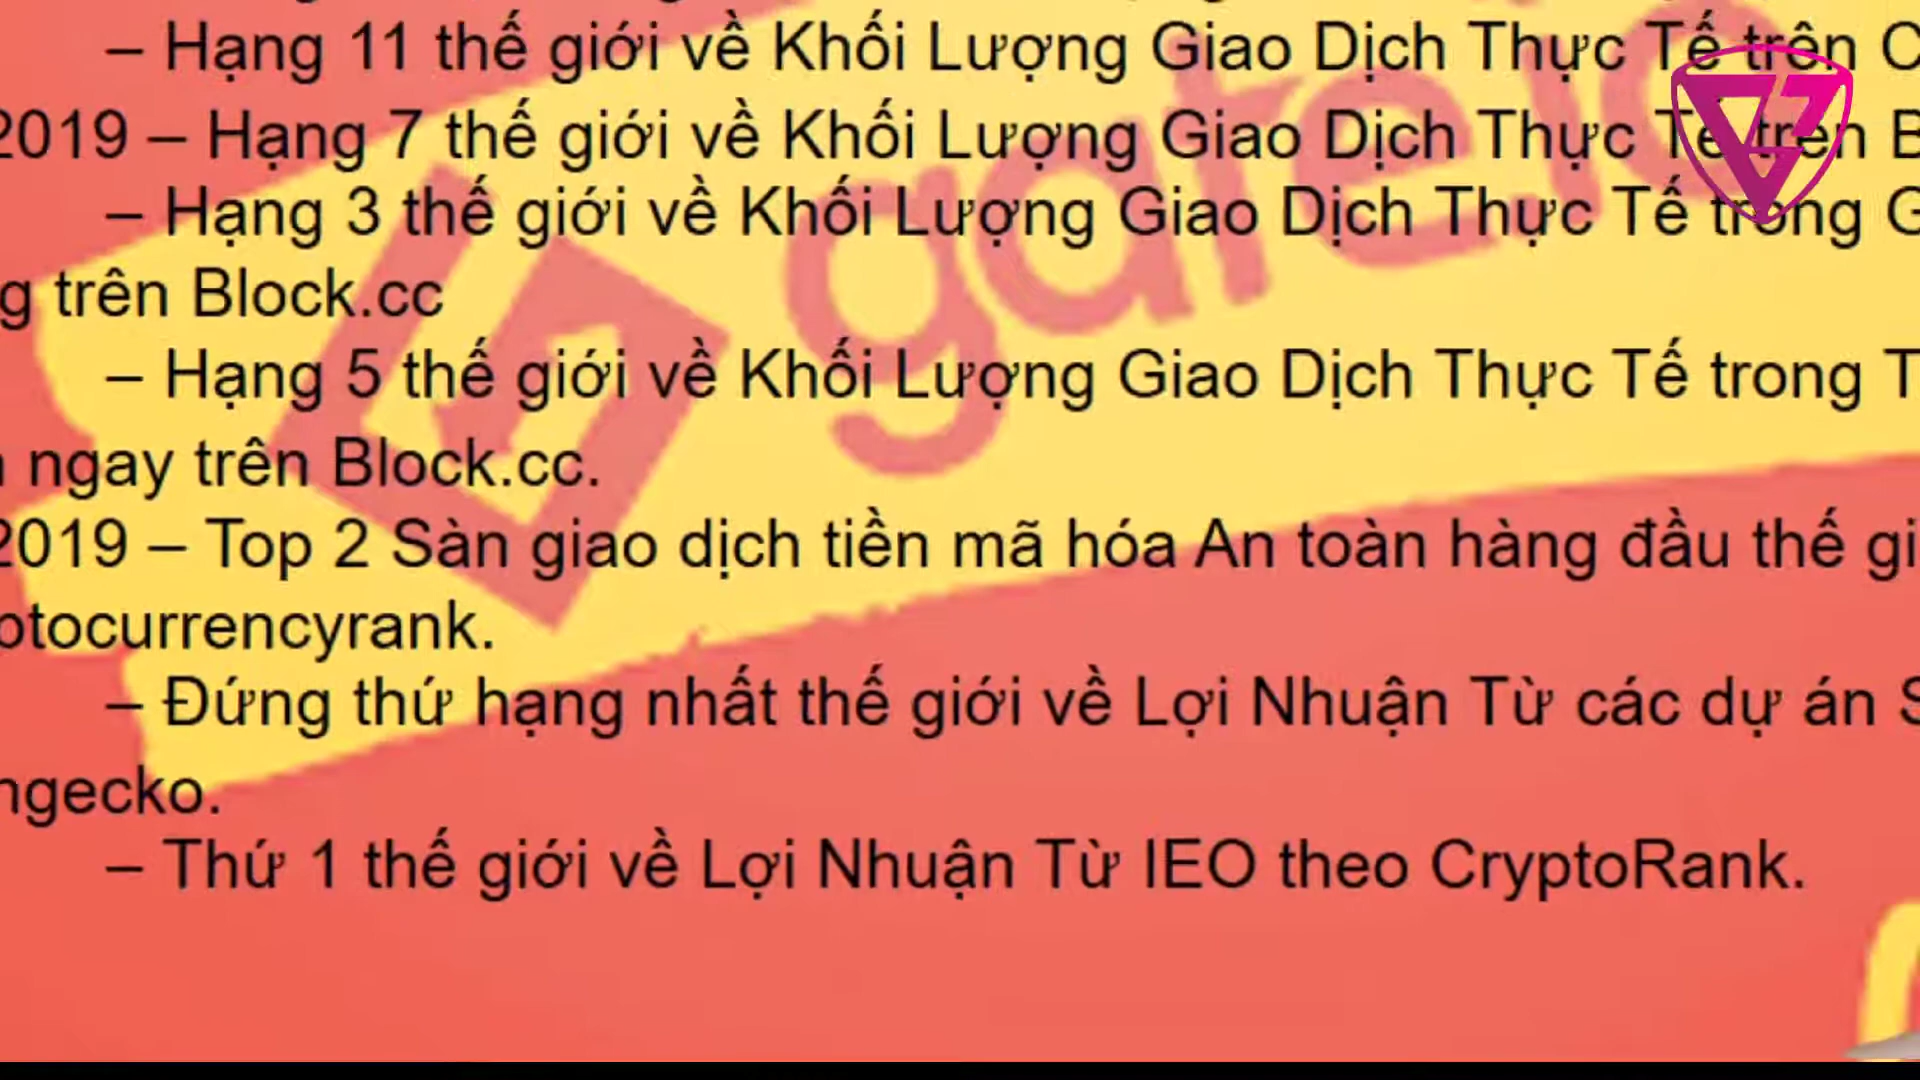 – Hạng 11 thế giới về Khối Lượng Giao Dịch Thực Tế trên C
2019 – Hạng 7 thế giới về Khối Lượng Giao Dịch Thực Tế trên B
– Hạng 3 thế giới về Khối Lượng Giao Dịch Thực Tế trong G
g trên Block.cc
– Hạng 5 thế giới về Khối Lượng Giao Dịch Thực Tế trong T
ngay trên Block.cc.
2019 – Top 2 Sàn giao dịch tiền mã hóa An toàn hàng đầu thế gi
ptocurrencyrank.
– Đứng thứ hạng nhất thế giới về Lợi Nhuận Từ các dự án S
ngecko.
– Thứ 1 thế giới về Lợi Nhuận Từ IEO theo CryptoRank.
gate.io